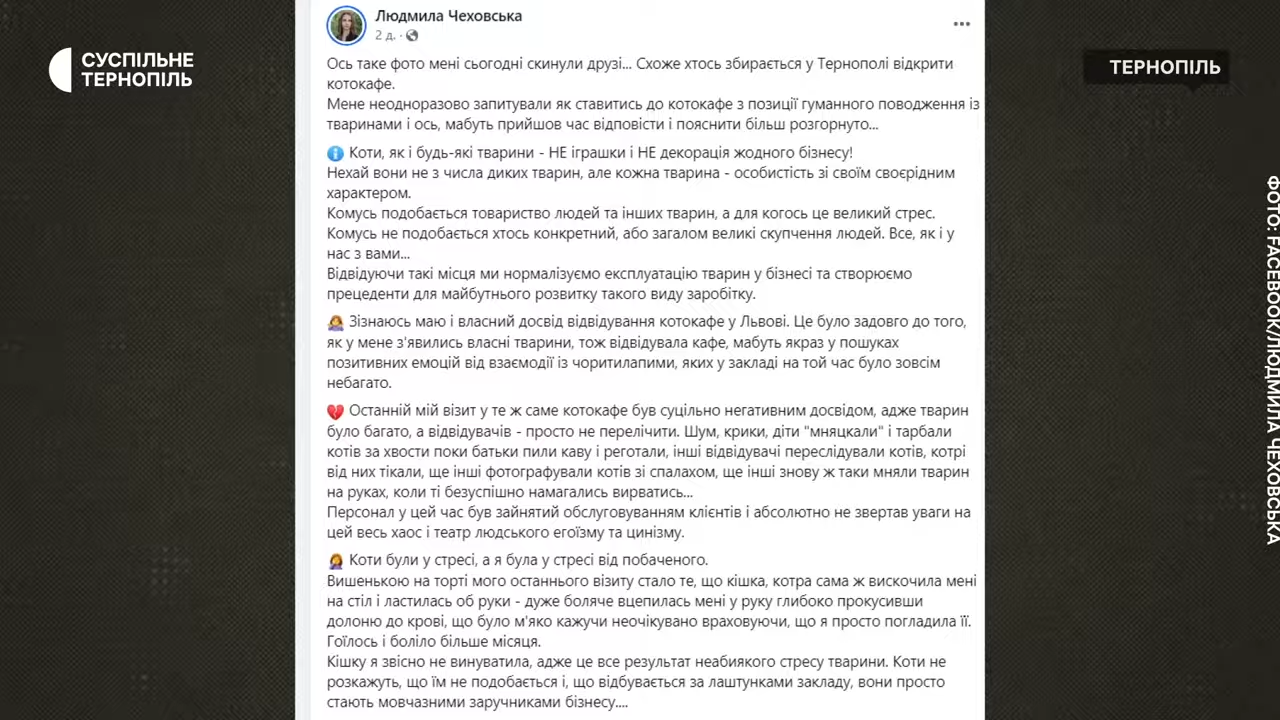 СУСПІЛЬНЕ
ТЕРНОПІЛЬ
Людмила Чеховська
2 д. ·
Ось таке фото мені сьогодні скинули друзі... Схоже хтось збирається у Тернополі відкрити
котокафе.
Мене неодноразово запитували як ставитись до котокафе з позиції гуманного поводження із
тваринами і ось, мабуть прийшов час відповісти і пояснити більш розгорнуто...
Коти, як і будь-які тварини - НЕ іграшки і НЕ декорація жодного бізнесу!
Нехай вони не з числа диких тварин, але кожна тварина - особистість зі своїм своєрідним
характером.
Комусь подобається товариство людей та інших тварин, а для когось це великий стрес.
Комусь не подобається хтось конкретний, або загалом великі скупчення людей. Все, як і у
нас з вами...
Відвідуючи такі місця ми нормалізуємо експлуатацію тварин у бізнесі та створюємо
прецеденти для майбутнього розвитку такого виду заробітку.
Зізнаюсь маю і власний досвід відвідування котокафе у Львові. Це було задовго до того,
як у мене з'явились власні тварини, тож відвідувала кафе, мабуть якраз у пошуках
позитивних емоцій від взаємодії із чоритилапими, яких у закладі на той час було зовсім
небагато.
Останній мій візит у те ж саме котокафе був суцільно негативним досвідом, адже тварин
було багато, а відвідувачів - просто не перелічити. Шум, крики, діти "мняцкали" і тарбали
котів за хвости поки батьки пили каву і реготали, інші відвідувачі переслідували котів, котрі
від них тікали, ще інші фотографували котів зі спалахом, ще інші знову ж таки мняли тварин
на руках, коли ті безуспішно намагались вирватись...
Персонал у цей час був зайнятий обслуговуванням клієнтів і абсолютно не звертав уваги на
цей весь хаос і театр людського егоїзму та цинізму.
Коти були у стресі, а я була у стресі від побаченого.
Вишенькою на торті мого останнього візиту стало те, що кішка, котра сама ж вискочила мені
на стіл і ластилась об руки - дуже боляче вцепилась мені у руку глибоко прокусивши
долоню до крові, що було м'яко кажучи неочікувано враховуючи, що я просто погладила її.
Гоїлось і боліло більше місяця.
Кішку я звісно не винуватила, адже це все результат неабиякого стресу тварини. Коти не
розкажуть, що їм не подобається і, що відбувається за лаштунками закладу, вони просто
стають мовчазними заручниками бізнесу....
ТЕРНОПІЛЬ
ФОТО: FACEBOOK/ЛЮДМИЛА ЧЕХОВСЬКА